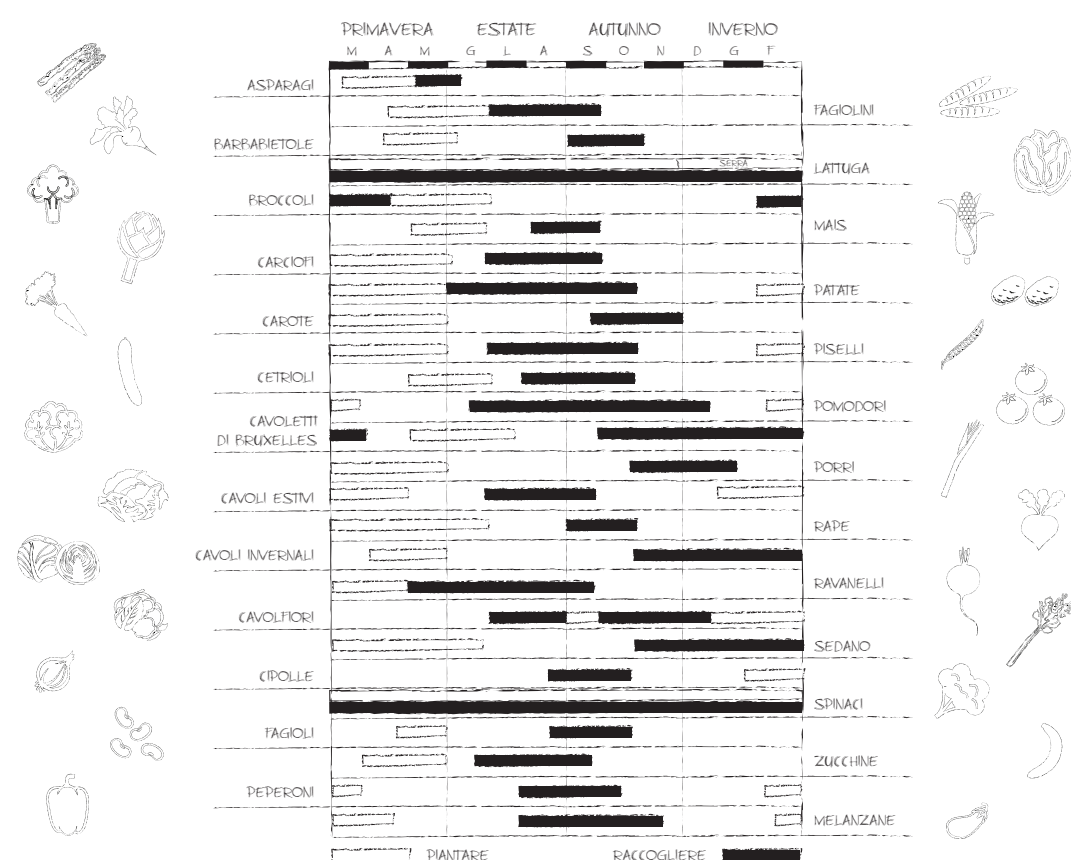 PRIMAVERA ESTATE AUTUNNO INVERNO
M A M G L A S O N D G F
ASPARAGI
FAGIOLINI
BARBABIETOLE
SERRA
LATTUGA
BROCCOLI
MAIS
CARCIOFI
PATATE
CAROTE
PISELLI
CETRIOLI
POMODORI
CAVOLETTI
DI BRUXELLES
PORRI
CAVOLI ESTIVI
RAPE
CAVOLI INVERNALI
RAVANELLI
CAVOLFIORI
SEDANO
CIPOLLE
SPINACI
FAGIOLI
ZUCCHINE
PEPERONI
MELANZANE
PIANTARE RACCOGLIERE